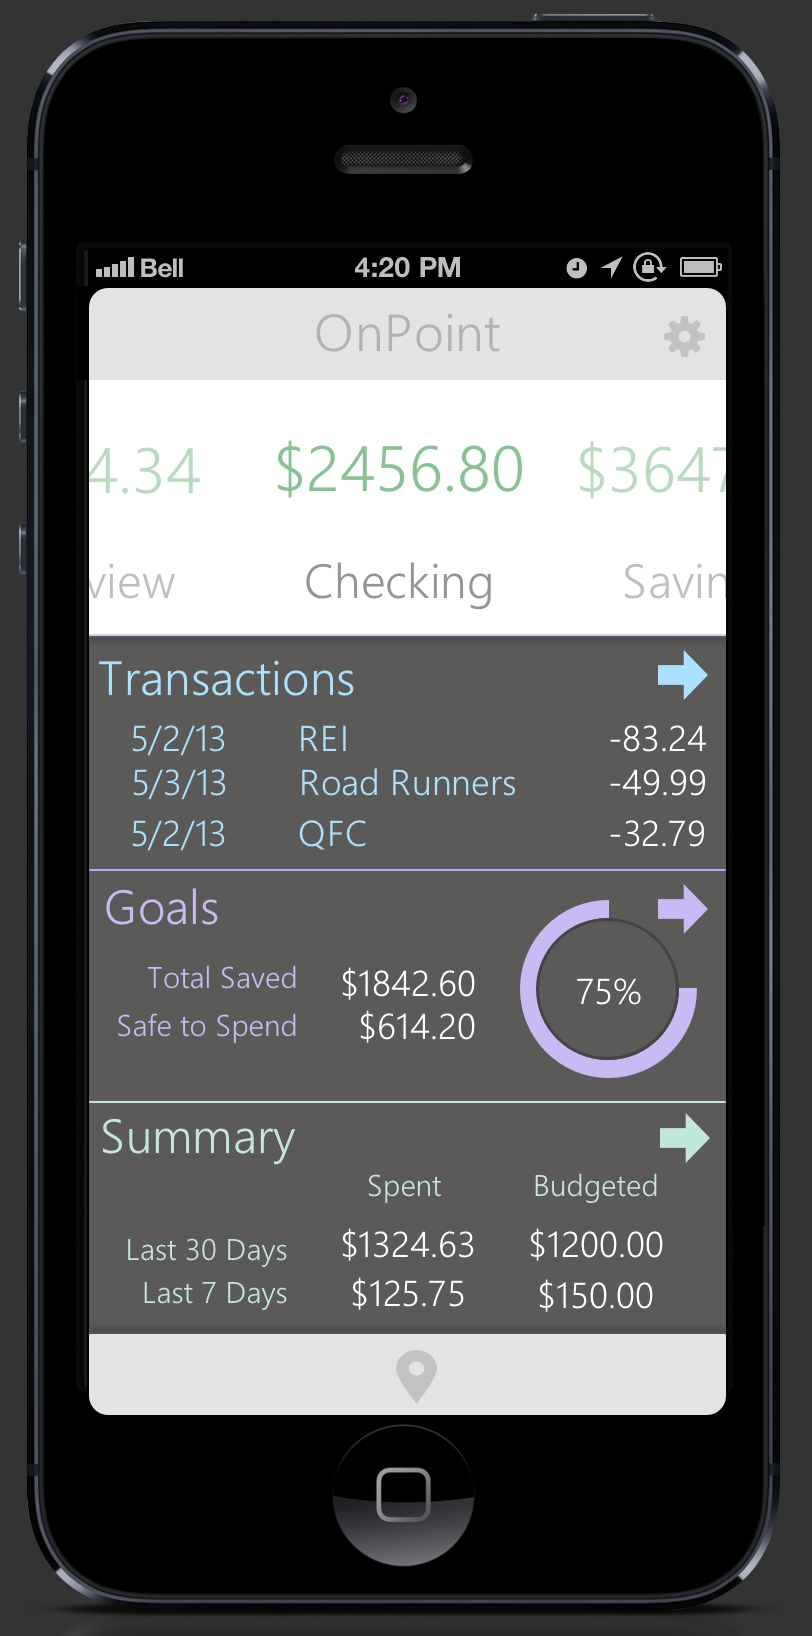 Bell 4:20 PM
OnPoint
4.34 $2456.80 $3647
view Checking Savin
Transactions
5/2/13 REI -83.24
5/3/13 Road Runners -49.99
5/2/13 QFC -32.79
Goals
Total Saved $1842.60
Safe to Spend $614.20
75%
Summary
Spent Budgeted
Last 30 Days $1324.63 $1200.00
Last 7 Days $125.75 $150.00